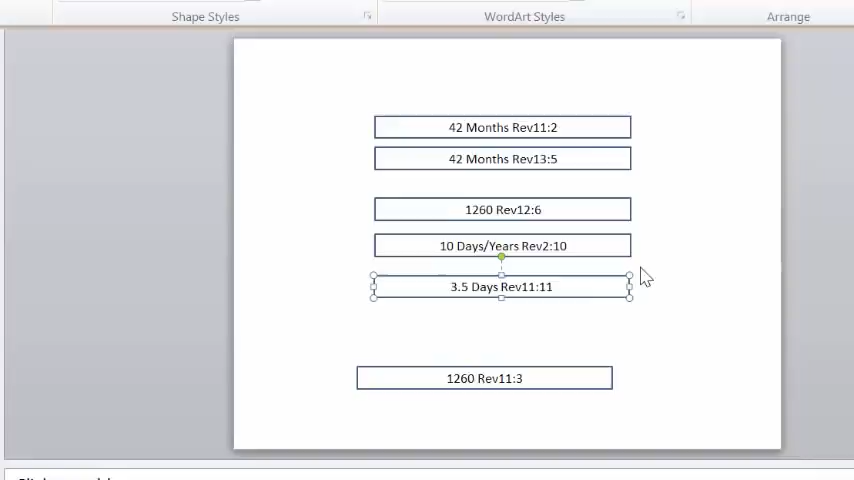 Shape Styles
WordArt Styles
Arrange
42 Months Rev11:2
42 Months Rev13:5
1260 Rev12:6
10 Days/Years Rev2:10
3.5 Days Rev11:11
1260 Rev11:3